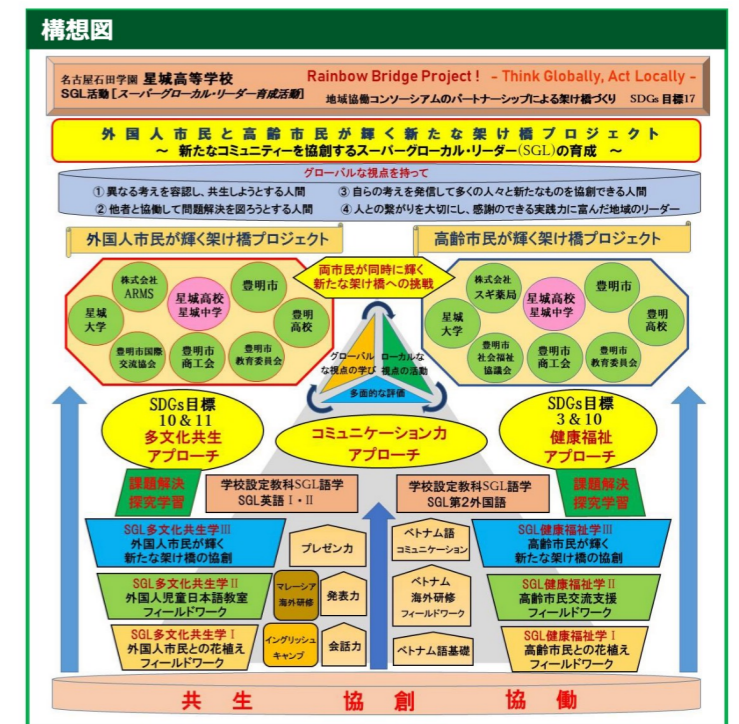 構想図
名古屋石田学園 星城高等学校
SGL活動[スーパーグローカル・リーダー育成活動]
Rainbow Bridge Project! - Think Globally, Act Locally -
地域協働コンソーシアムのパートナーシップによる架け橋づくり SDGs 目標17
外国人市民と高齢市民が輝く新たな架け橋プロジェクト
～ 新たなコミュニティーを協創するスーパーグローカル・リーダー(SGL)の育成 ～
グローバルな視点を持って
① 異なる考えを容認し、共生しようとする人間
③ 自らの考えを発信して多くの人々と新たなものを協創できる人間
② 他者と協働して問題解決を図ろうとする人間
④ 人との繋がりを大切にし、感謝のできる実践力に富んだ地域のリーダー
外国人市民が輝く架け橋プロジェクト
高齢市民が輝く架け橋プロジェクト
両市民が同時に輝く
新たな架け橋への挑戦
星城
大学
株式会社
ARMS
星城高校
星城中学
豊明市
豊明
高校
豊明市国際
交流協会
豊明市
商工会
豊明市
教育委員会
グローバル
な視点の学び
ローカルな
視点の活動
多面的な評価
星城
大学
株式会社
スギ薬局
星城高校
星城中学
豊明市
豊明
高校
豊明市
社会福祉
協議会
豊明市
商工会
豊明市
教育委員会
SDGs目標
10 & 11
多文化共生
アプローチ
コミュニケーション力
アプローチ
SDGs目標
3 & 10
健康福祉
アプローチ
課題解決
探究学習
学校設定教科SGL語学
SGL英語Ⅰ・Ⅱ
学校設定教科SGL語学
SGL第2外国語
課題解決
探究学習
SGL多文化共生学Ⅲ
外国人市民が輝く
新たな架け橋の協創
プレゼン力
ベトナム語
コミュニケーション
SGL健康福祉学Ⅲ
高齢市民が輝く
新たな架け橋の協創
SGL多文化共生学Ⅱ
外国人児童日本語教室
フィールドワーク
マレーシア
海外研修
発表力
ベトナム
海外研修
フィールドワーク
SGL健康福祉学Ⅱ
高齢市民交流支援
フィールドワーク
SGL多文化共生学Ⅰ
外国人市民との花植え
フィールドワーク
イングリッシュ
キャンプ
会話力
ベトナム語基礎
SGL健康福祉学Ⅰ
高齢市民との花植え
フィールドワーク
共生 協創 協働